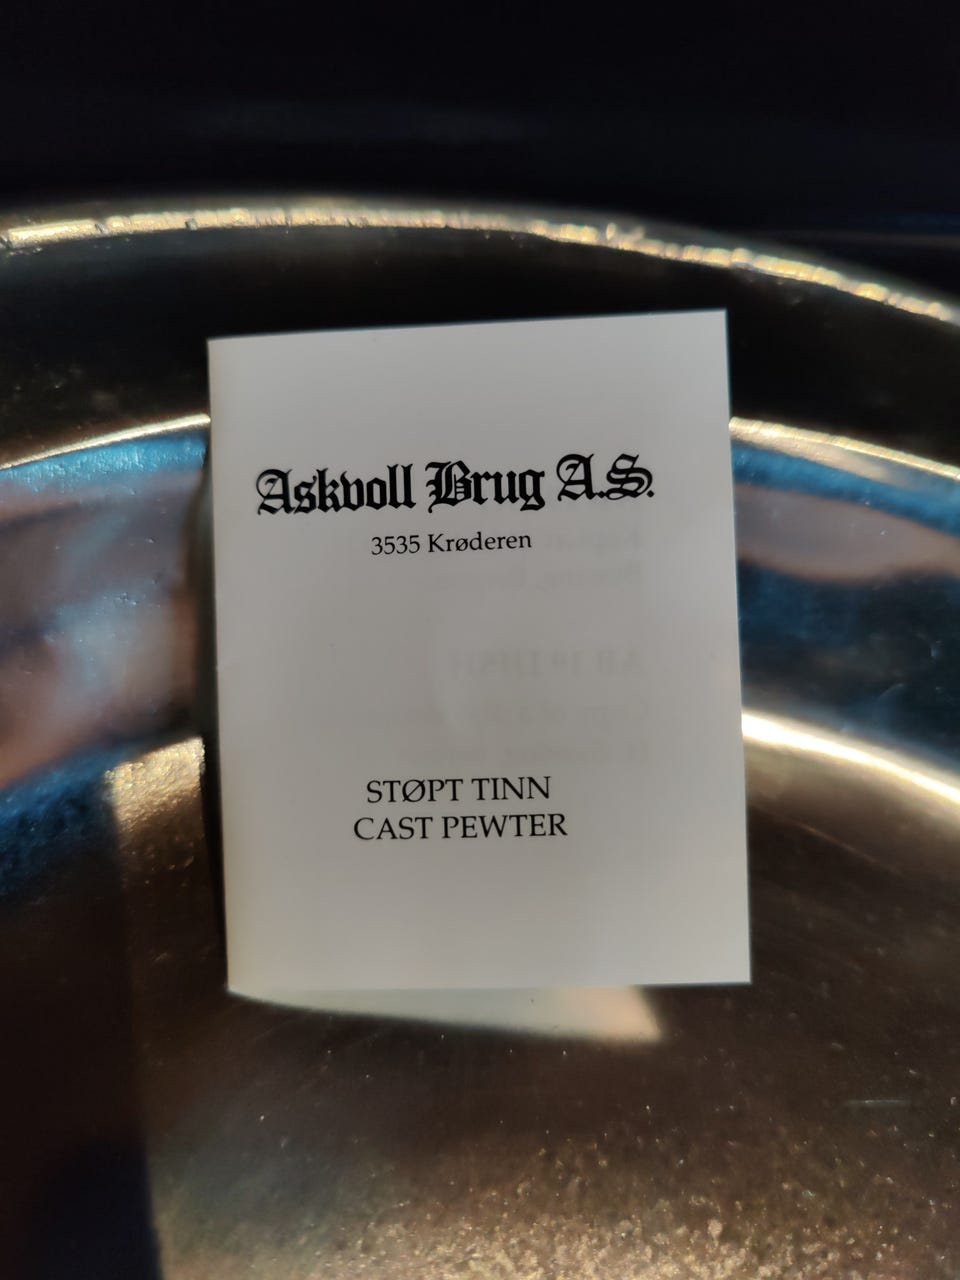 Askvoll Brug A.S.
3535 Krøderen
STØPT TINN
CAST PEWTER